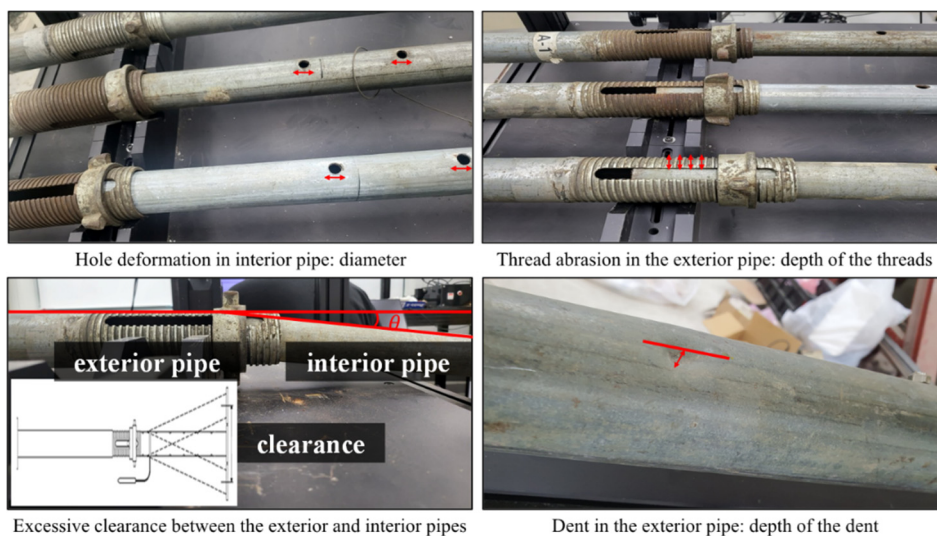 A-1
Hole deformation in interior pipe: diameter
Thread abrasion in the exterior pipe: depth of the threads
θ
exterior pipe
interior pipe
clearance
Excessive clearance between the exterior and interior pipes
Dent in the exterior pipe: depth of the dent